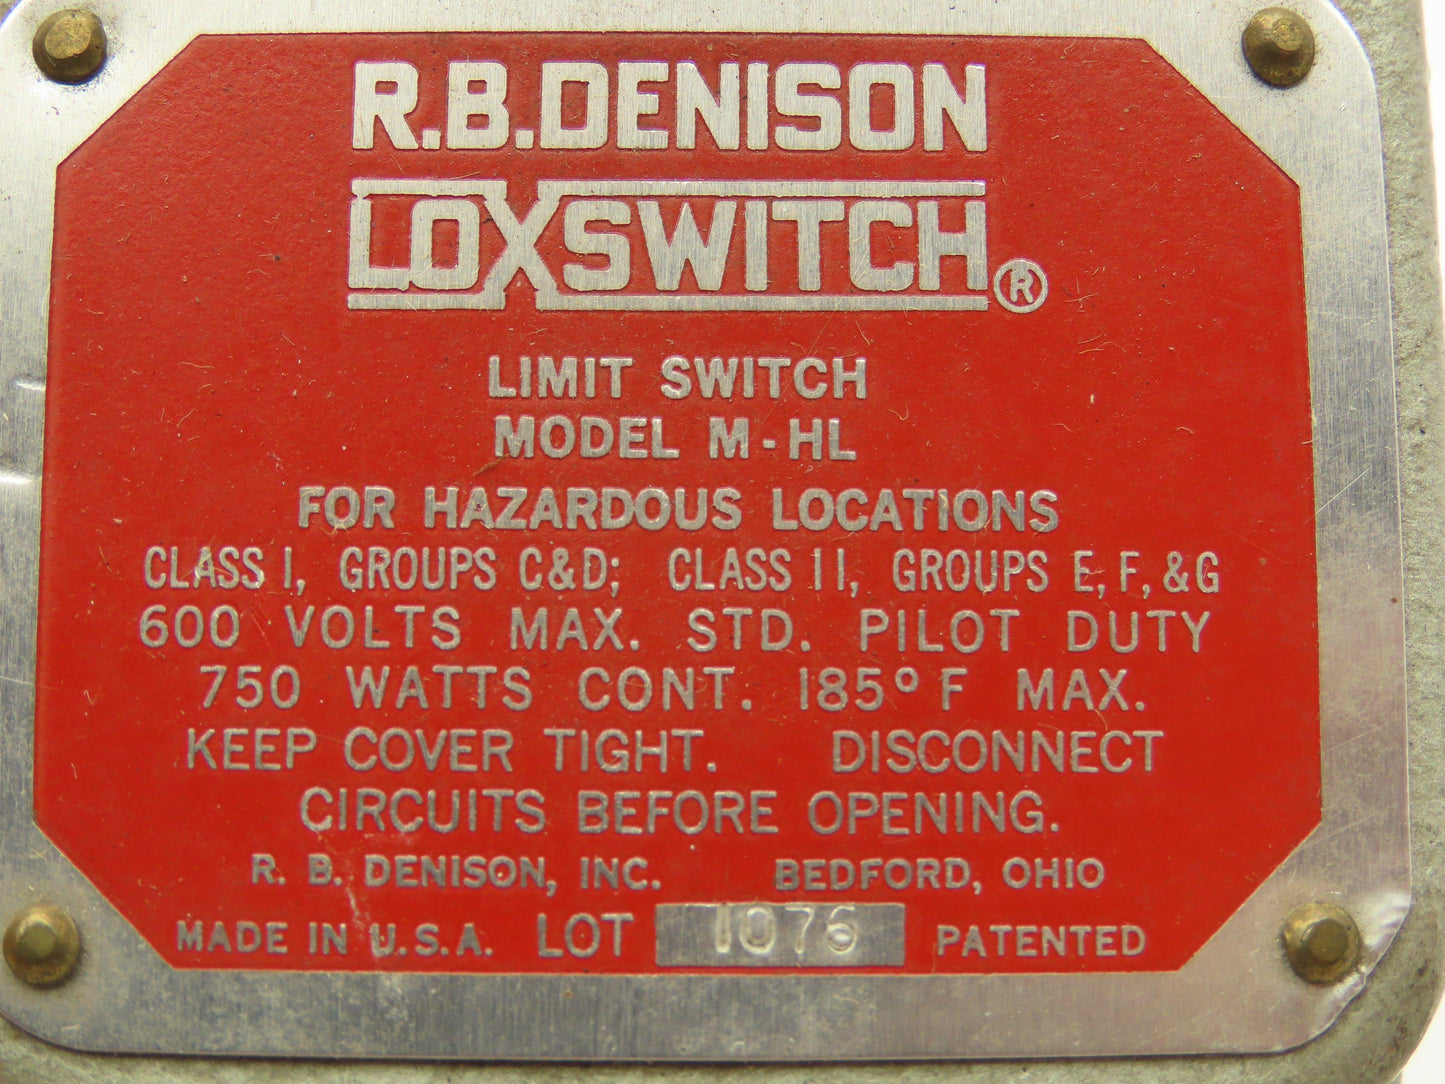 R.B.DENISON
LOXSWITCH®
LIMIT SWITCH
MODEL M-HL
FOR HAZARDOUS LOCATIONS
CLASS I, GROUPS C&D; CLASS II, GROUPS E, F, & G
600 VOLTS MAX. STD. PILOT DUTY
750 WATTS CONT. 185° F MAX.
KEEP COVER TIGHT. DISCONNECT
CIRCUITS BEFORE OPENING.
R. B. DENISON, INC. BEDFORD, OHIO
MADE IN U.S.A. LOT 1076 PATENTED